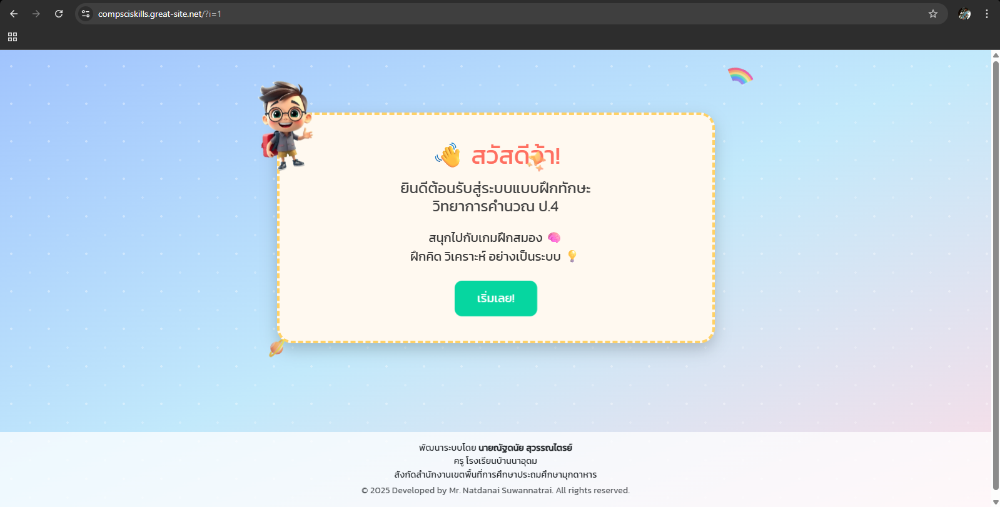 compsciskills.great-site.net/?i=1
สวัสดีจ้า!
ยินดีต้อนรับสู่ระบบแบบฝึกทักษะ
วิทยาการคำนวณ ป.4
สนุกไปกับเกมฝึกสมอง
ฝึกคิด วิเคราะห์ อย่างเป็นระบบ
เริ่มเลย!
พัฒนาระบบโดย นายณัฐดนัย สุวรรณไตรย์
ครู โรงเรียนบ้านนาอุดม
สังกัดสำนักงานเขตพื้นที่การศึกษาประถมศึกษามุกดาหาร
© 2025 Developed by Mr. Natdanai Suwannatrai. All rights reserved.